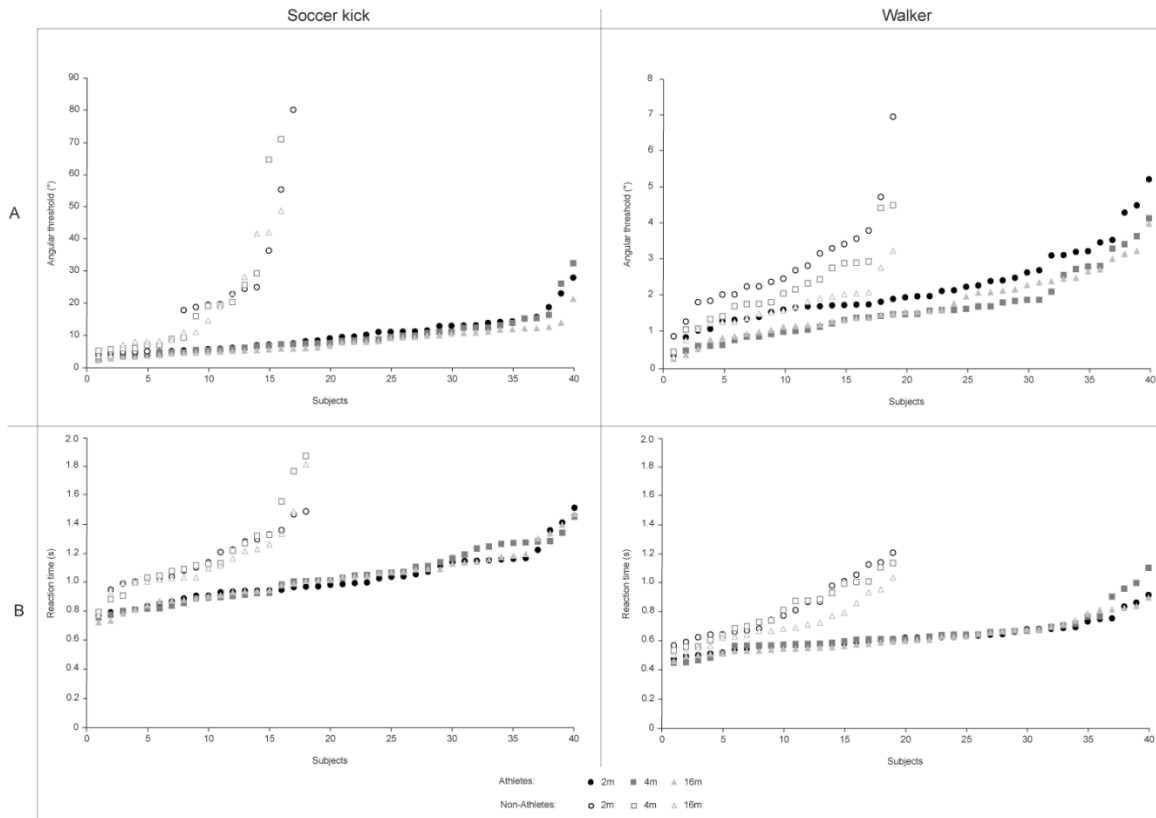 Soccer kick Walker
A
Angular threshold (°)
90
80
70
60
50
40
30
20
10
0
0 5 10 15 20 25 30 35 40
Subjects
Angular threshold (°)
8
7
6
5
4
3
2
1
0
0 5 10 15 20 25 30 35 40
Subjects
B
Reaction time (s)
2.0
1.8
1.6
1.4
1.2
1.0
0.8
0.6
0.4
0.2
0
0 5 10 15 20 25 30 35 40
Subjects
Reaction time (s)
2.0
1.8
1.6
1.4
1.2
1.0
0.8
0.6
0.4
0.2
0
0 5 10 15 20 25 30 35 40
Subjects
Athletes: 2m 4m 16m
Non-Athletes: 2m 4m 16m